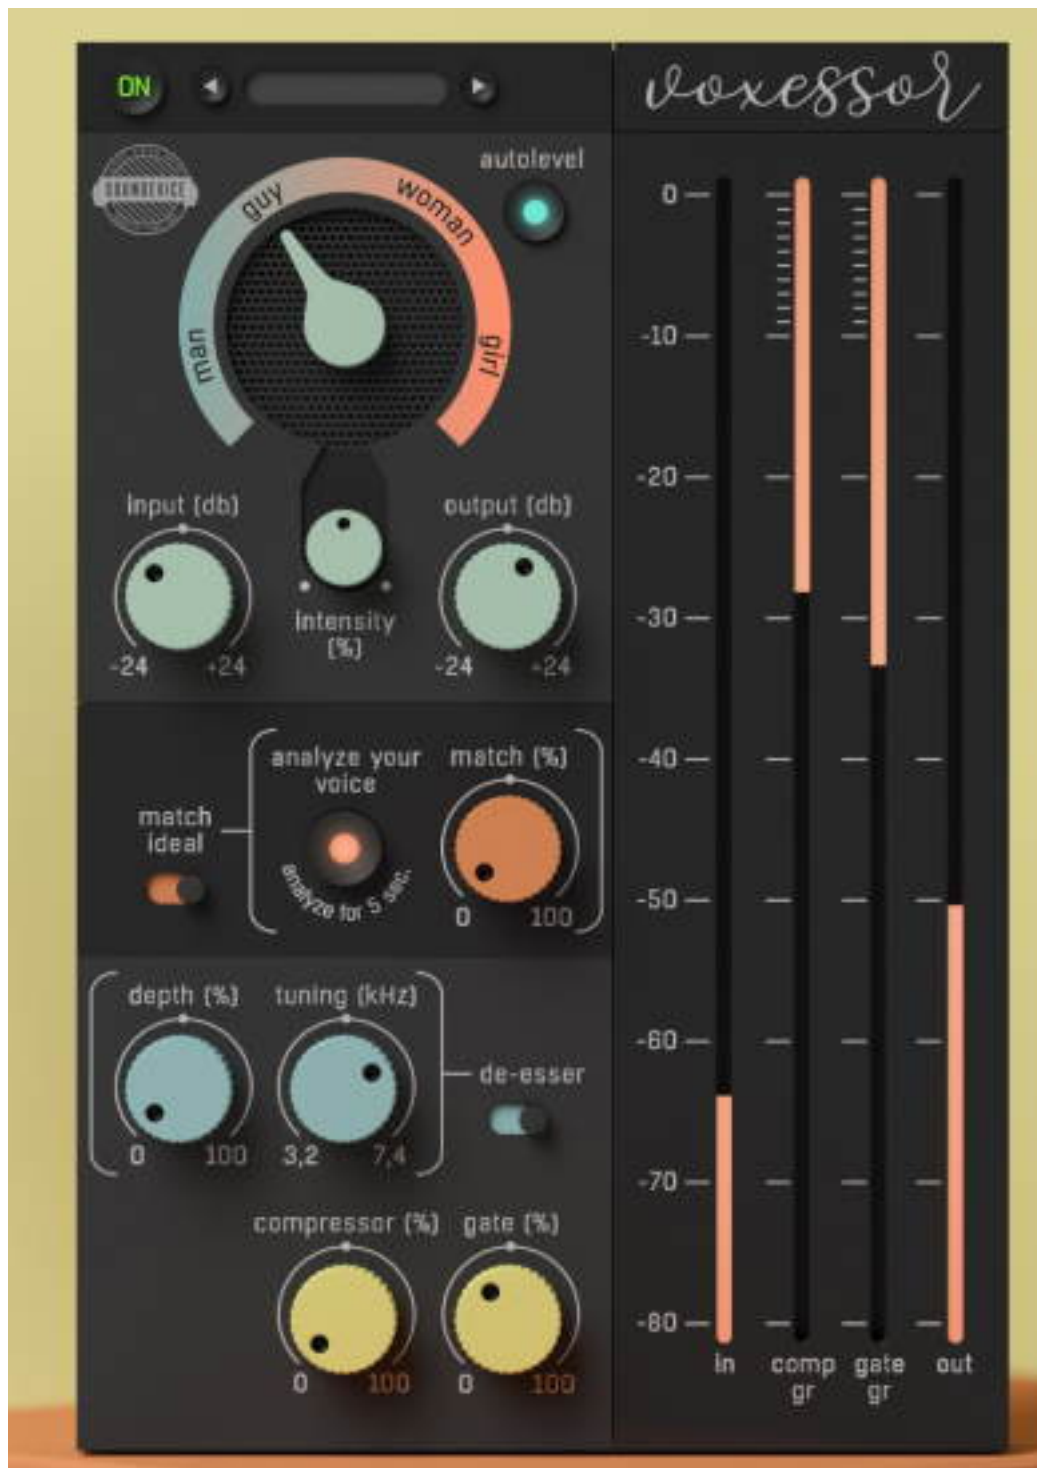 ON
voxessor
SOUNDEVICE
autolevel
man
guy
woman
girl
input (db)
-24
+24
intensity
(%)
output (db)
-24
+24
match
ideal
analyze your
voice
analyze for 5 sec.
match (%)
0
100
depth (%)
0
100
tuning (kHz)
3,2
7,4
de-esser
compressor (%)
0
100
gate (%)
0
100
0
-10
-20
-30
-40
-50
-60
-70
-80
in
comp
gr
gate
gr
out